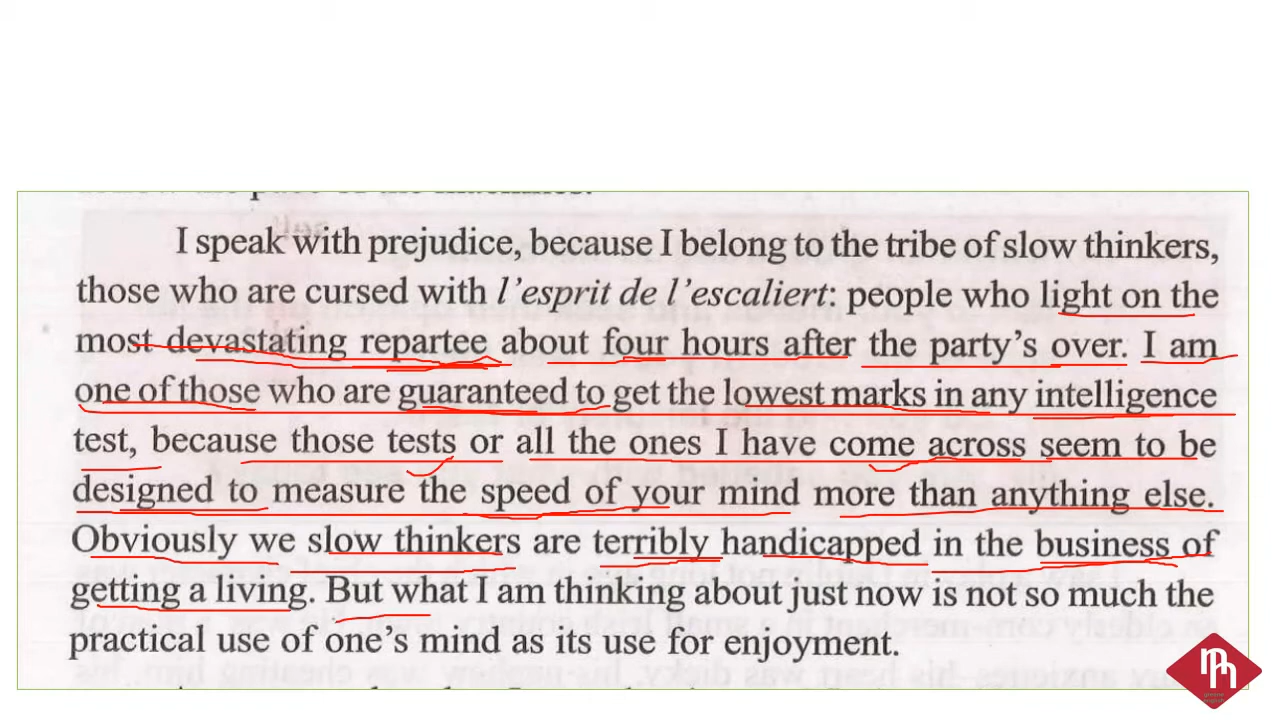 I speak with prejudice, because I belong to the tribe of slow thinkers,
those who are cursed with l'esprit de l'escaliert: people who light on the
most devastating repartee about four hours after the party's over. I am
one of those who are guaranteed to get the lowest marks in any intelligence
test, because those tests or all the ones I have come across seem to be
designed to measure the speed of your mind more than anything else.
Obviously we slow thinkers are terribly handicapped in the business of
getting a living. But what I am thinking about just now is not so much the
practical use of one's mind as its use for enjoyment.